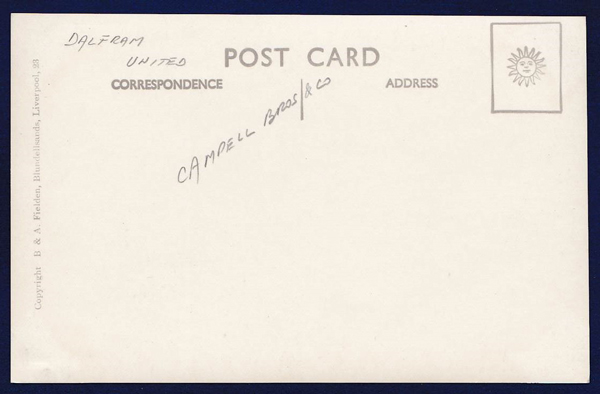 DALFRAM
UNITED
POST CARD
CORRESPONDENCE
ADDRESS
CAMPELL BROS & CO
Copyright B & A. Fielden, Blundellsands, Liverpool, 23